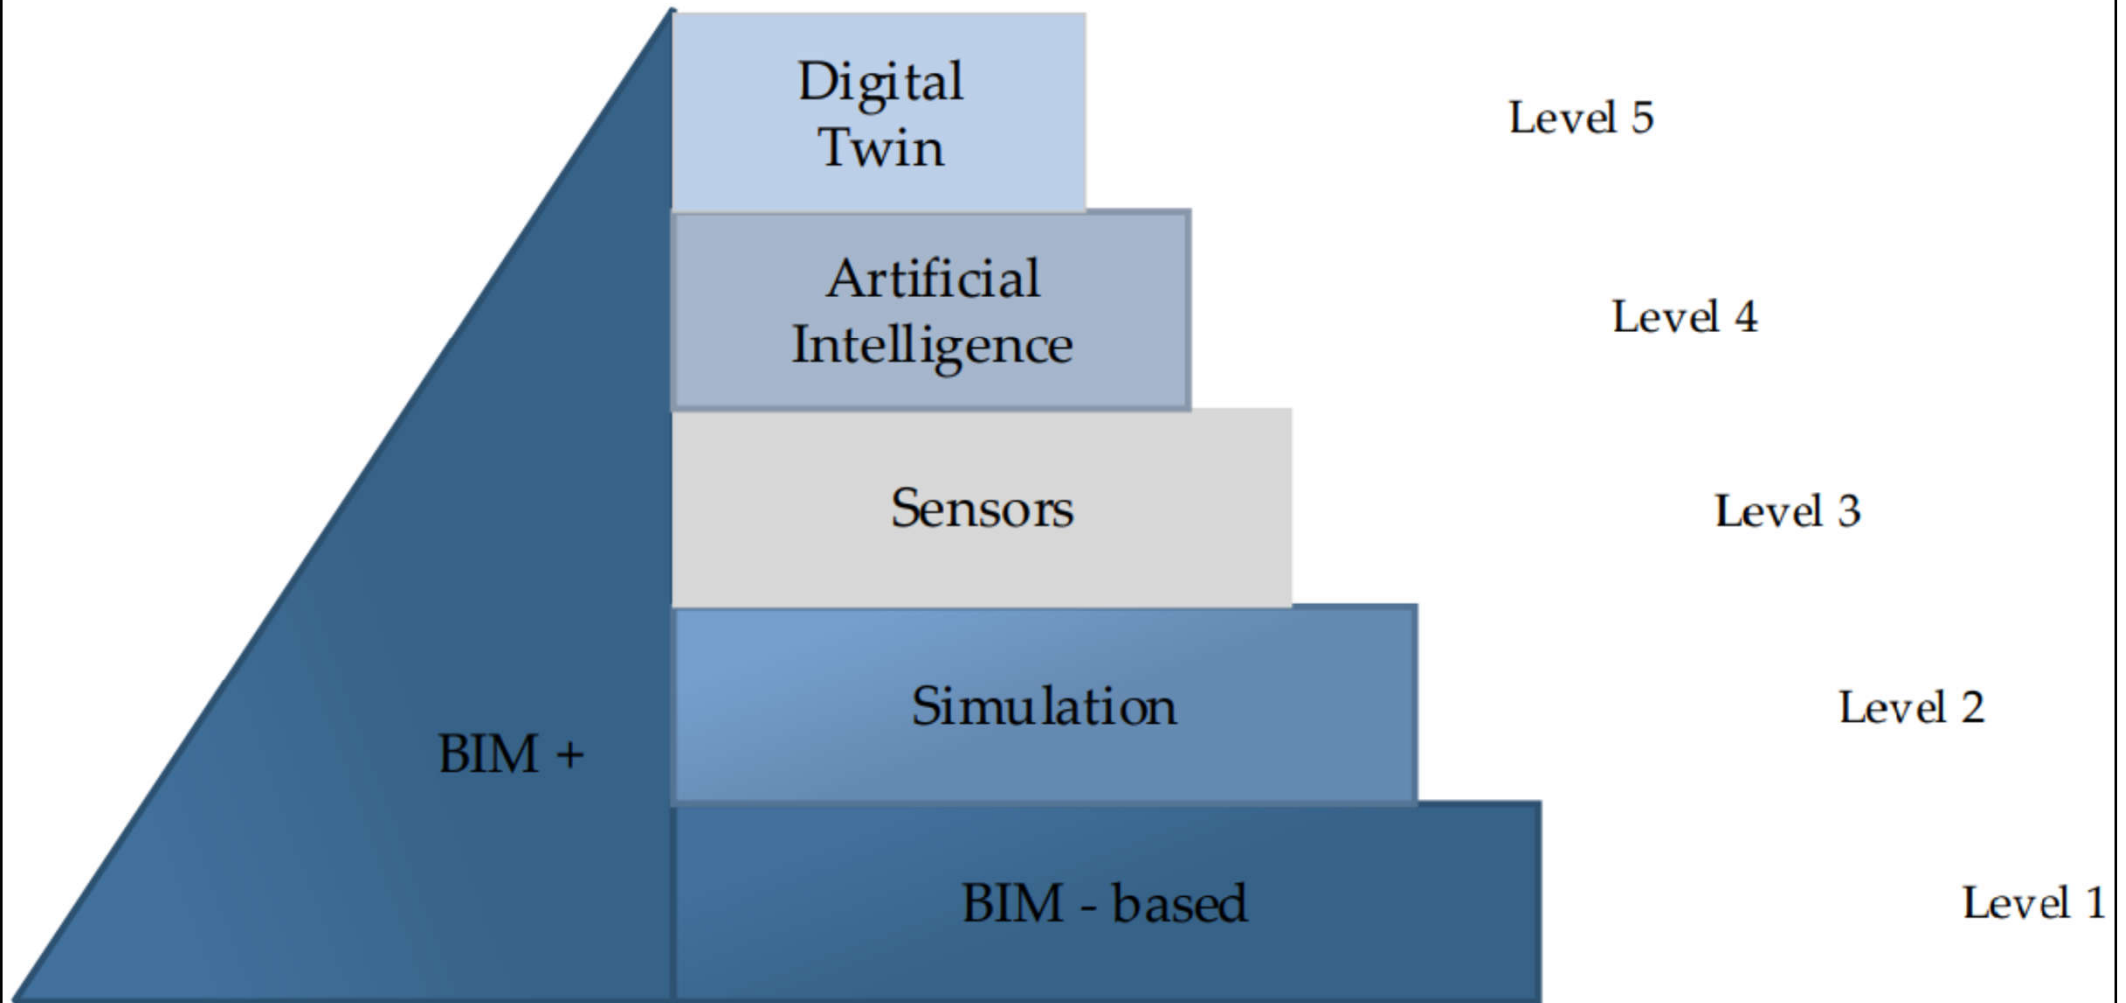 Digital
Twin
Level 5
Artificial
Intelligence
Level 4
Sensors
Level 3
Simulation
Level 2
BIM +
BIM - based
Level 1